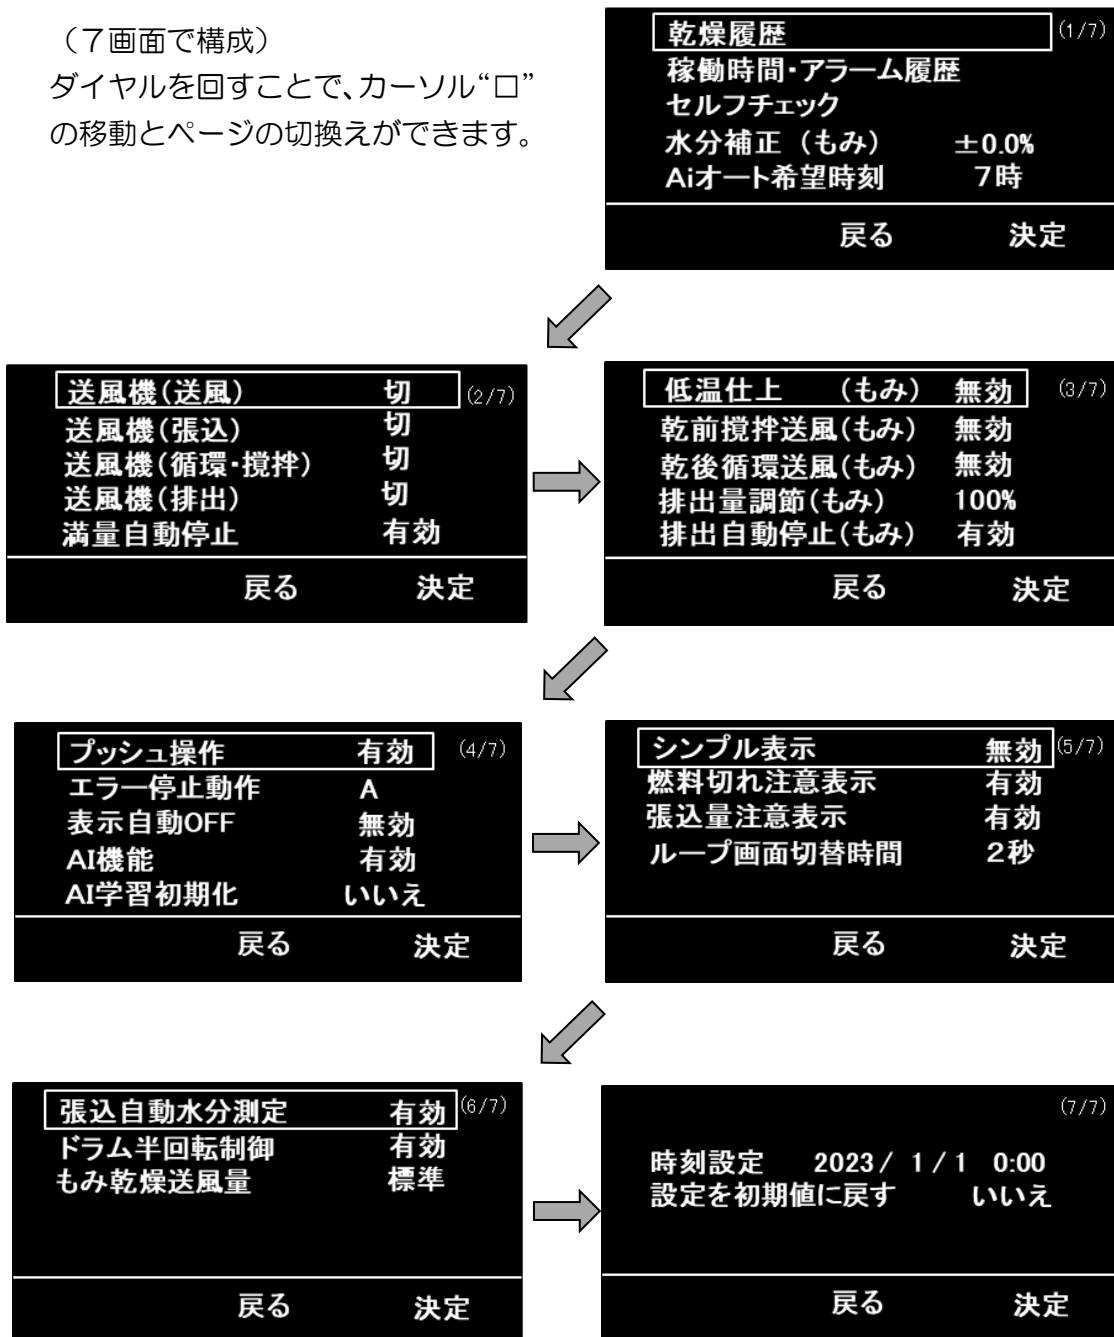 （7画面で構成）
ダイヤルを回すことで、カーソル“□”
の移動とページの切換えができます。
乾燥履歴 (1/7)
稼働時間・アラーム履歴
セルフチェック
水分補正（もみ） ±0.0%
Aiオート希望時刻 7時
戻る 決定
送風機(送風) 切 (2/7)
送風機(張込) 切
送風機(循環・撹拌) 切
送風機(排出) 切
満量自動停止 有効
戻る 決定
低温仕上 (もみ) 無効 (3/7)
乾前撹拌送風(もみ) 無効
乾後循環送風(もみ) 無効
排出量調節(もみ) 100%
排出自動停止(もみ) 有効
戻る 決定
プッシュ操作 有効 (4/7)
エラー停止動作 A
表示自動OFF 無効
AI機能 有効
AI学習初期化 いいえ
戻る 決定
シンプル表示 無効 (5/7)
燃料切れ注意表示 有効
張込量注意表示 有効
ループ画面切替時間 2秒
戻る 決定
張込自動水分測定 有効 (6/7)
ドラム半回転制御 有効
もみ乾燥送風量 標準
戻る 決定
(7/7)
時刻設定 2023/ 1/1 0:00
設定を初期値に戻す いいえ
戻る 決定